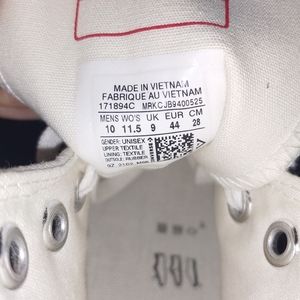 MADE IN VIETNAM
FABRIQUE AU VIETNAM
171894C MRKCJB9400525
MENS WO'S UK EUR CM
10 11.5 9 44 28
GENDER: UNISEX
UPPER: TEXTILE
LINING: TEXTILE
OUTSOLE: RUBBER